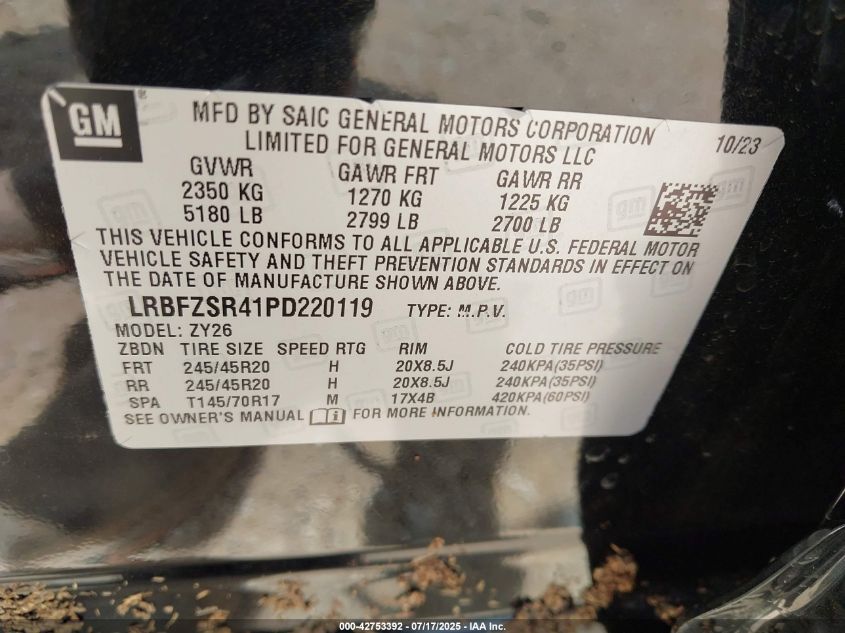 GM
®
MFD BY SAIC GENERAL MOTORS CORPORATION
LIMITED FOR GENERAL MOTORS LLC
10/23
GVWR GAWR FRT GAWR RR
2350 KG 1270 KG 1225 KG
5180 LB 2799 LB 2700 LB
THIS VEHICLE CONFORMS TO ALL APPLICABLE U.S. FEDERAL MOTOR
VEHICLE SAFETY AND THEFT PREVENTION STANDARDS IN EFFECT ON
THE DATE OF MANUFACTURE SHOWN ABOVE.
LRBFZSR41PD220119 TYPE: M.P.V.
MODEL: ZY26
ZBDN TIRE SIZE SPEED RTG RIM COLD TIRE PRESSURE
FRT 245/45R20 H 20X8.5J 240KPA(35PSI)
RR 245/45R20 H 20X8.5J 240KPA(35PSI)
SPA T145/70R17 M 17X4B 420KPA(60PSI)
SEE OWNER'S MANUAL FOR MORE INFORMATION.
000-42753392 - 07/17/2025 - IAA Inc.